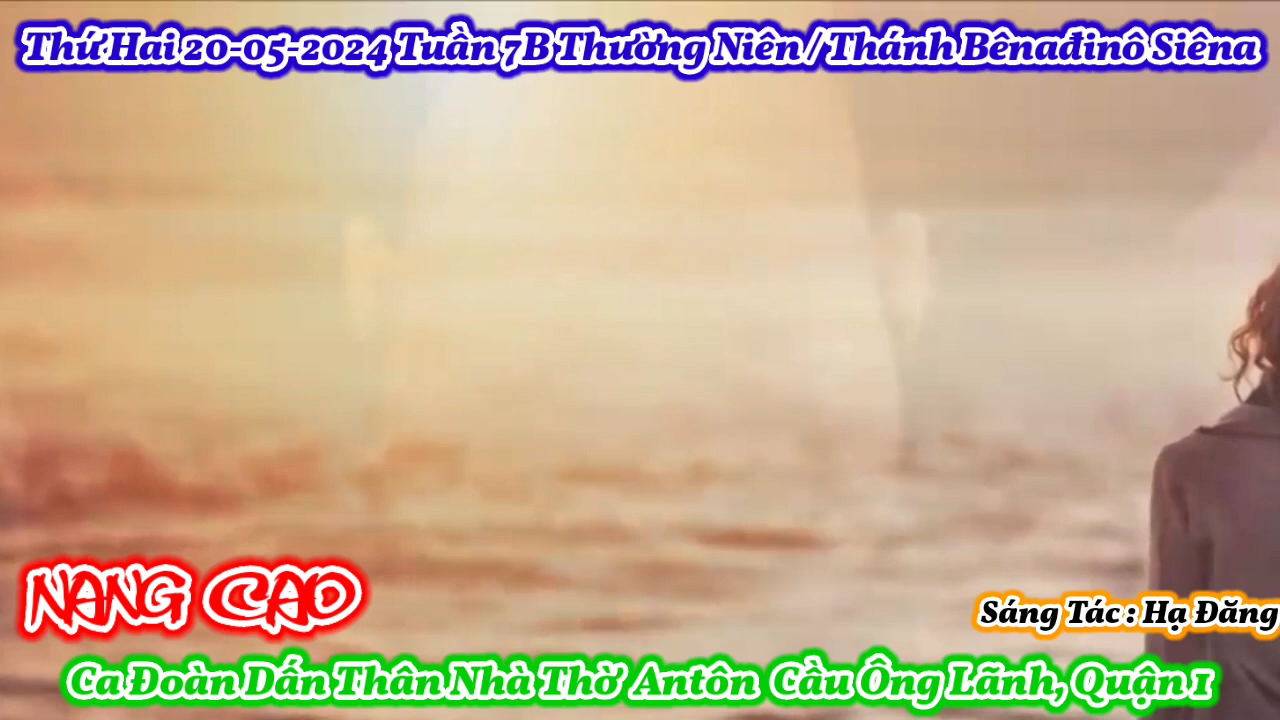 Thứ Hai 20-05-2024 Tuần 7B Thường Niên / Thánh Bênađinô Siêna
NANG CAO
Sáng Tác : Hạ Đăng
Ca Đoàn Dấn Thân Nhà Thờ Antôn Cầu Ông Lãnh, Quận 1